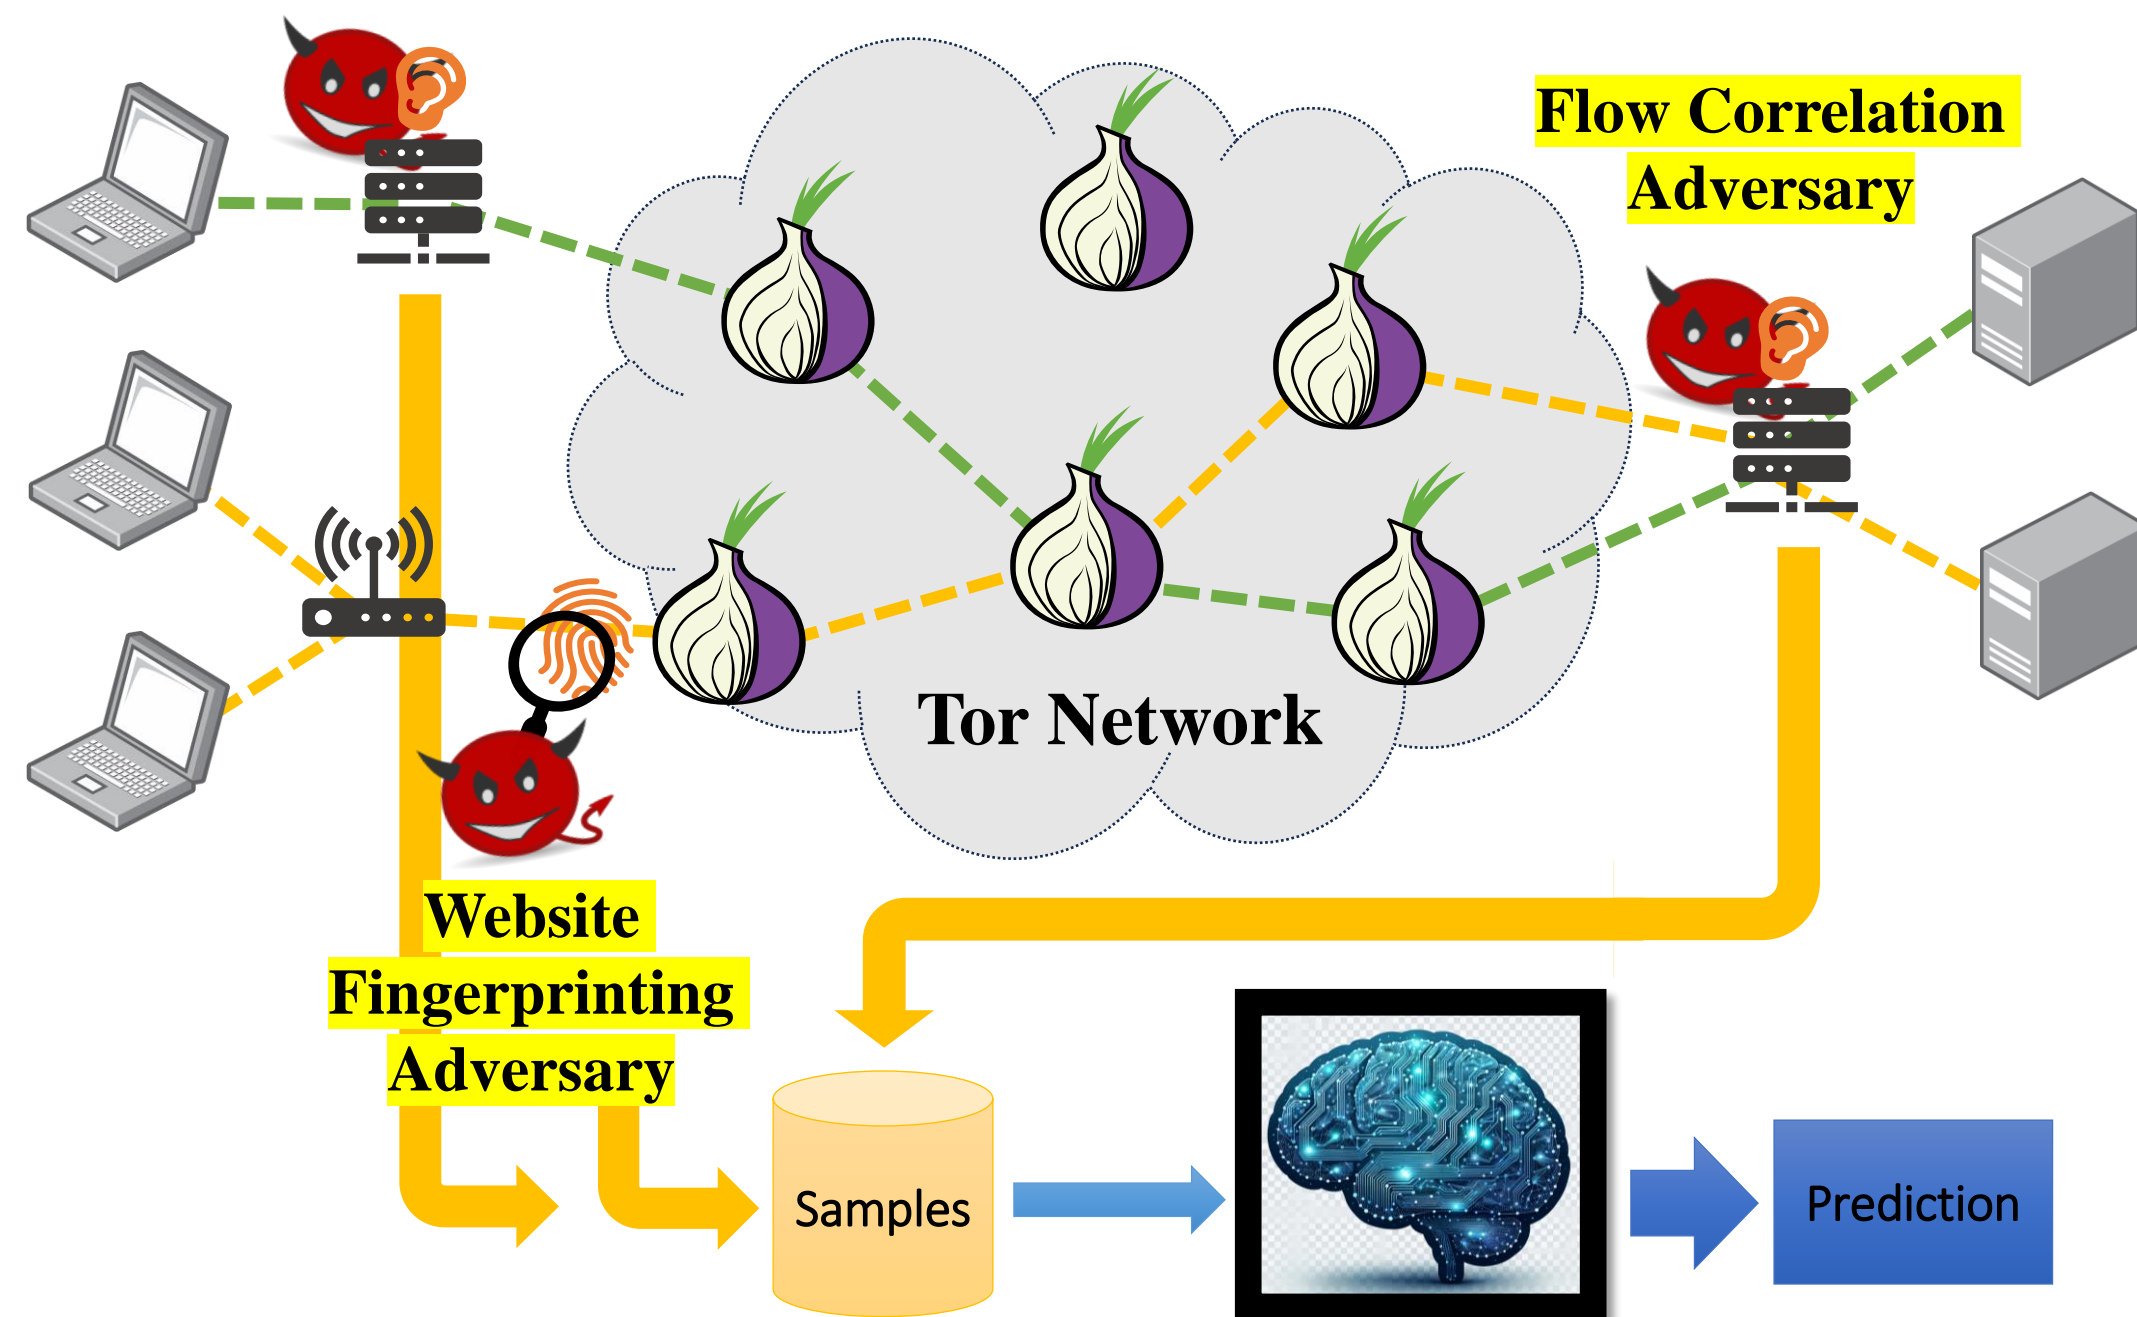 Flow Correlation
Adversary
Tor Network
Website
Fingerprinting
Adversary
Samples
Prediction